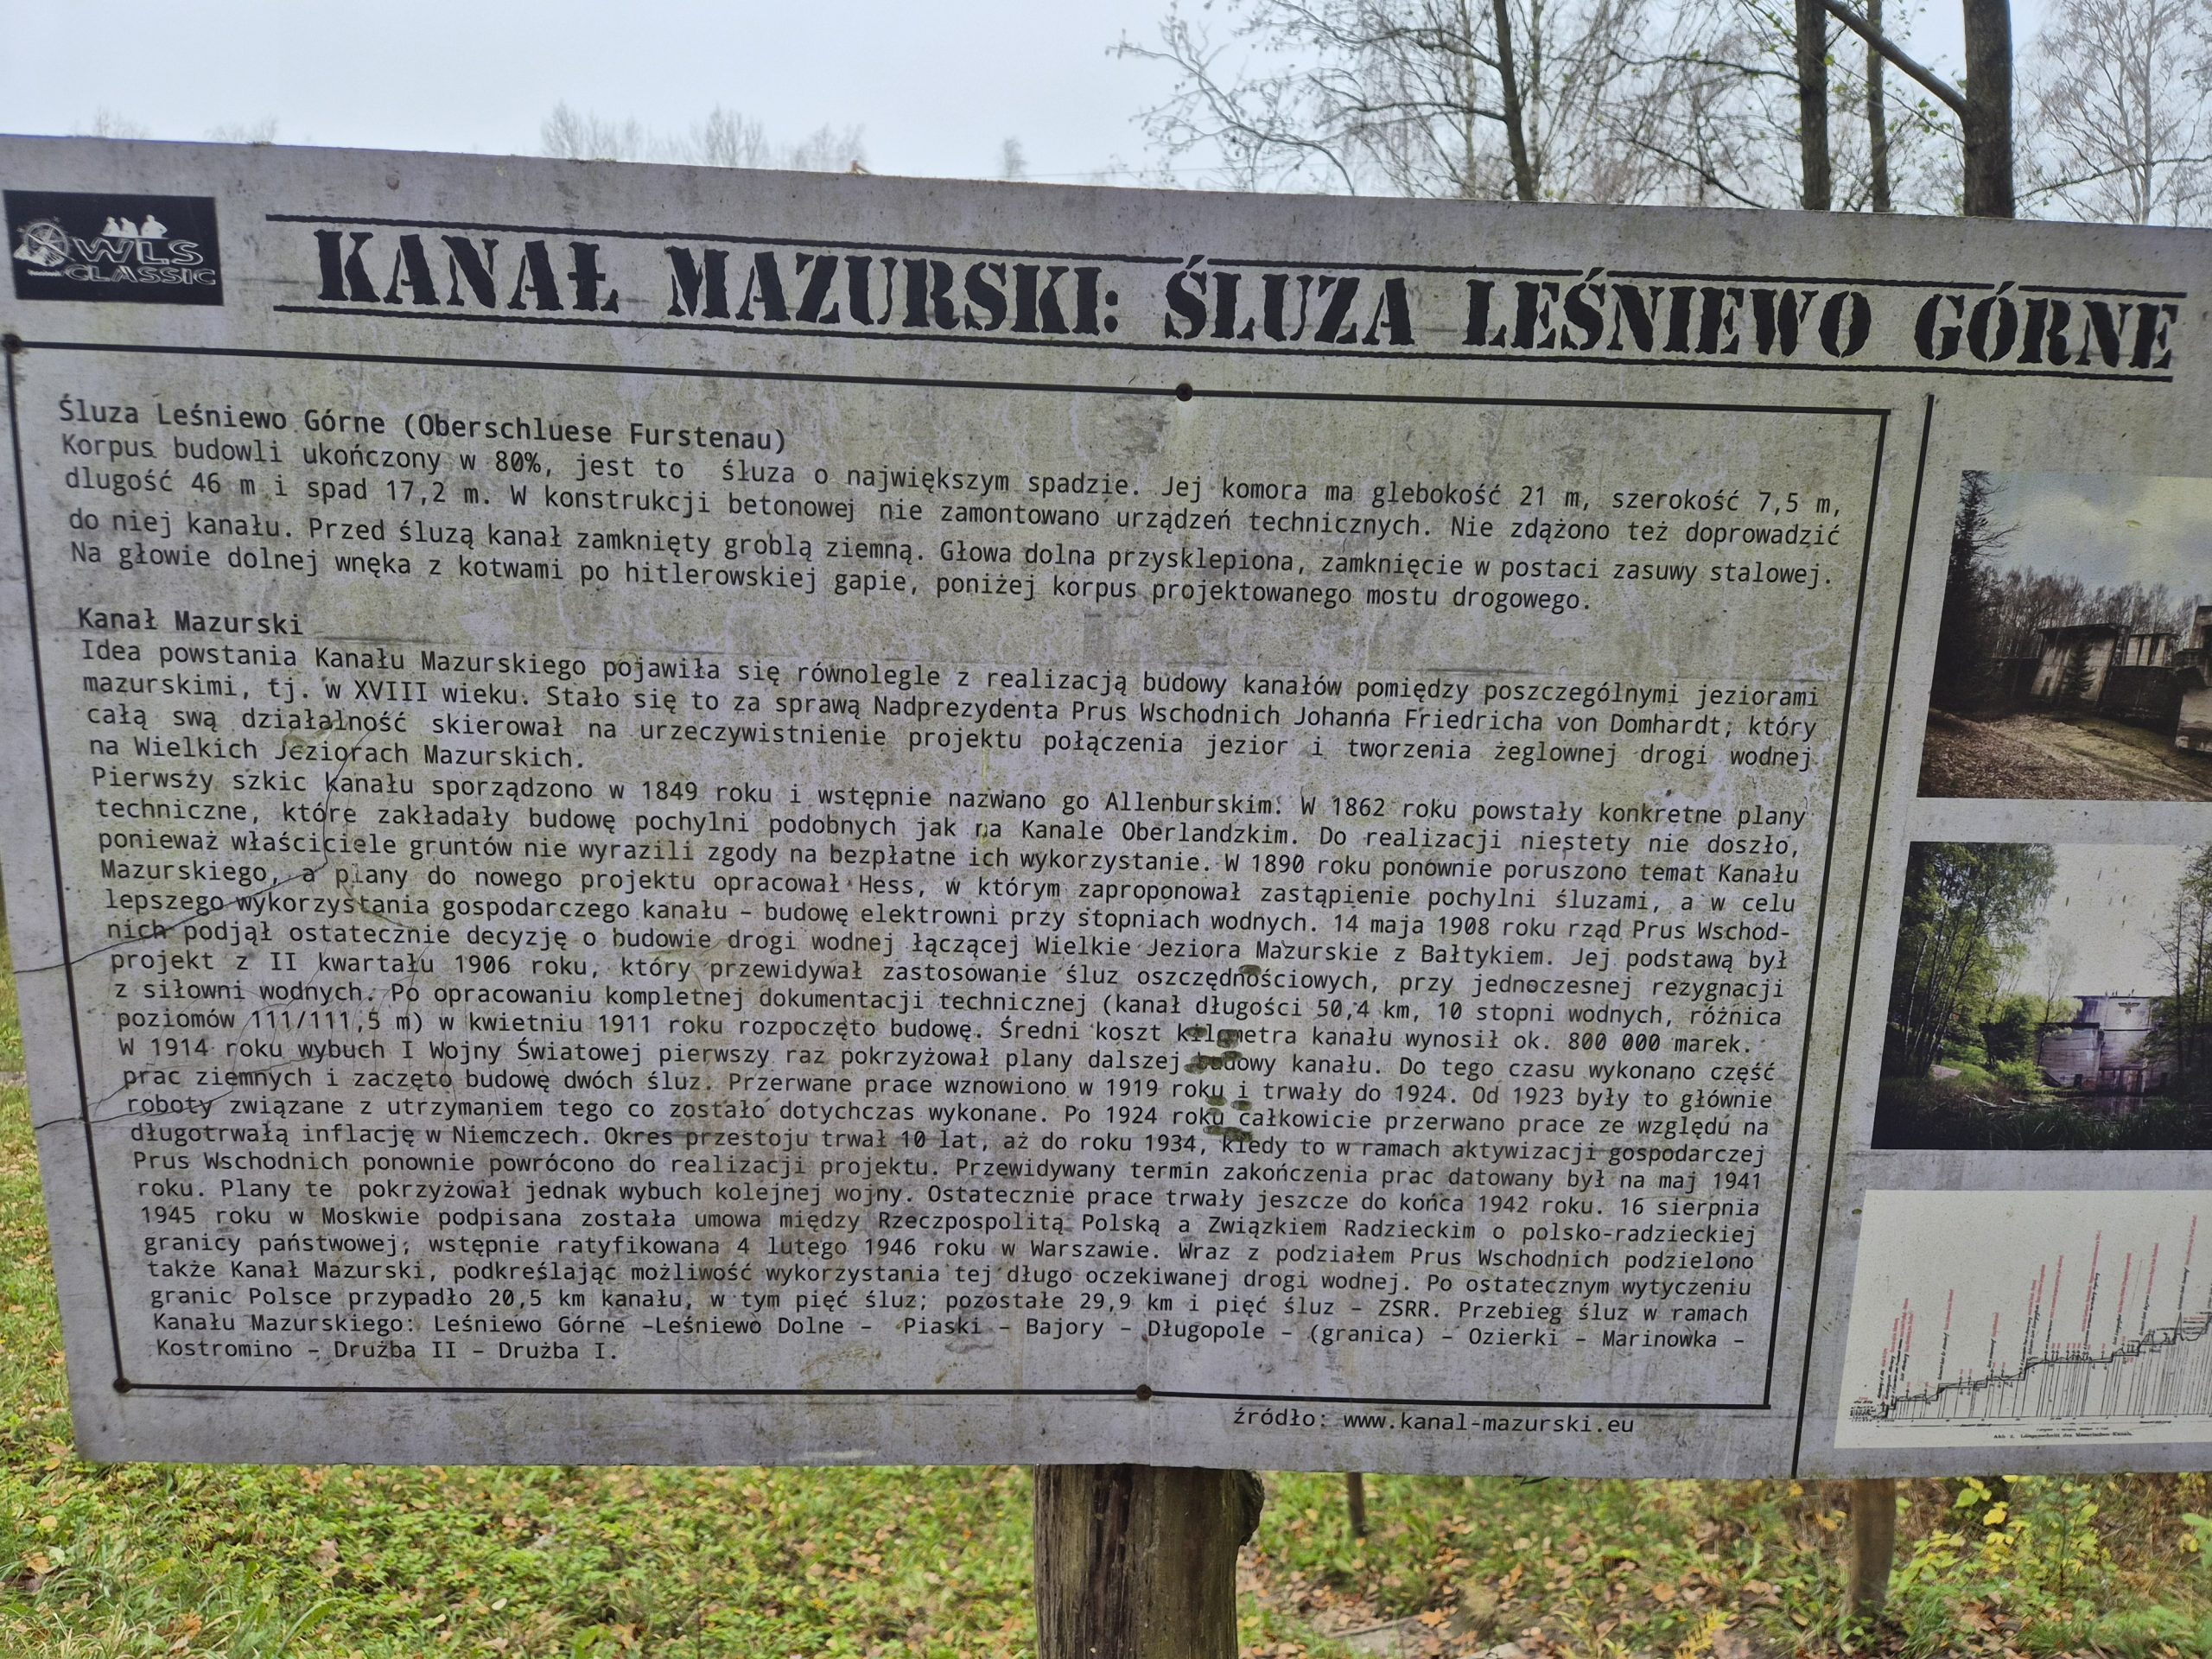 WLS
CLASSIC
KANAŁ MAZURSKI: ŚLUZA LEŚNIEWO GÓRNE
Śluza Leśniewo Górne (Oberschluese Furstenau)
Korpus budowli ukończony w 80%, jest to śluza o największym spadzie. Jej komora ma glebokość 21 m, szerokość 7,5 m,
dlugość 46 m i spad 17,2 m. W konstrukcji betonowej nie zamontowano urządzeń technicznych. Nie zdążono też doprowadzić
do niej kanału. Przed śluzą kanał zamknięty groblą ziemną. Głowa dolna przysklepiona, zamknięcie w postaci zasuwy stalowej.
Na głowie dolnej wnęka z kotwami po hitlerowskiej gapie, poniżej korpus projektowanego mostu drogowego.
Kanał Mazurski
Idea powstania Kanału Mazurskiego pojawiła się równolegle z realizacją budowy kanałów pomiędzy poszczególnymi jeziorami
mazurskimi, tj. w XVIII wieku. Stało się to za sprawą Nadprezydenta Prus Wschodnich Johanna Friedricha von Domhardt, który
całą swą działalność skierował na urzeczywistnienie projektu połączenia jezior i tworzenia żeglownej drogi wodnej
na Wielkich Jeziorach Mazurskich.
Pierwszy szkic kanału sporządzono w 1849 roku i wstępnie nazwano go Allenburskim. W 1862 roku powstały konkretne plany
techniczne, które zakładały budowę pochylni podobnych jak na Kanale Oberlandzkim. Do realizacji niestety nie doszło,
ponieważ właściciele gruntów nie wyrazili zgody na bezpłatne ich wykorzystanie. W 1890 roku ponownie poruszono temat Kanału
Mazurskiego, a plany do nowego projektu opracował Hess, w którym zaproponował zastąpienie pochylni śluzami, a w celu
lepszego wykorzystania gospodarczego kanału – budowę elektrowni przy stopniach wodnych. 14 maja 1908 roku rząd Prus Wschod-
nich podjął ostatecznie decyzję o budowie drogi wodnej łączącej Wielkie Jeziora Mazurskie z Bałtykiem. Jej podstawą był
projekt z II kwartału 1906 roku, który przewidywał zastosowanie śluz oszczędnościowych, przy jednoczesnej rezygnacji
z siłowni wodnych. Po opracowaniu kompletnej dokumentacji technicznej (kanał długości 50,4 km, 10 stopni wodnych, różnica
poziomów 111/111,5 m) w kwietniu 1911 roku rozpoczęto budowę. Średni koszt kilometra kanału wynosił ok. 800 000 marek.
W 1914 roku wybuch I Wojny Światowej pierwszy raz pokrzyżował plany dalszej budowy kanału. Do tego czasu wykonano część
prac ziemnych i zaczęto budowę dwóch śluz. Przerwane prace wznowiono w 1919 roku i trwały do 1924. Od 1923 były to głównie
roboty związane z utrzymaniem tego co zostało dotychczas wykonane. Po 1924 roku całkowicie przerwano prace ze względu na
długotrwałą inflację w Niemczech. Okres przestoju trwał 10 lat, aż do roku 1934, kiedy to w ramach aktywizacji gospodarczej
Prus Wschodnich ponownie powrócono do realizacji projektu. Przewidywany termin zakończenia prac datowany był na maj 1941
roku. Plany te pokrzyżował jednak wybuch kolejnej wojny. Ostatecznie prace trwały jeszcze do końca 1942 roku. 16 sierpnia
1945 roku w Moskwie podpisana została umowa między Rzeczpospolitą Polską a Związkiem Radzieckim o polsko-radzieckiej
granicy państwowej, wstępnie ratyfikowana 4 lutego 1946 roku w Warszawie. Wraz z podziałem Prus Wschodnich podzielono
także Kanał Mazurski, podkreślając możliwość wykorzystania tej długo oczekiwanej drogi wodnej. Po ostatecznym wytyczeniu
granic Polsce przypadło 20,5 km kanału, w tym pięć śluz; pozostałe 29,9 km i pięć śluz – ZSRR. Przebieg śluz w ramach
Kanału Mazurskiego: Leśniewo Górne –Leśniewo Dolne – Piaski – Bajory – Długopole – (granica) – Ozierki – Marinowka –
Kostromino – Drużba II – Drużba I.
źródło: www.kanal-mazurski.eu
Abb 2. Längenschnitt des Masurischen Kanals.